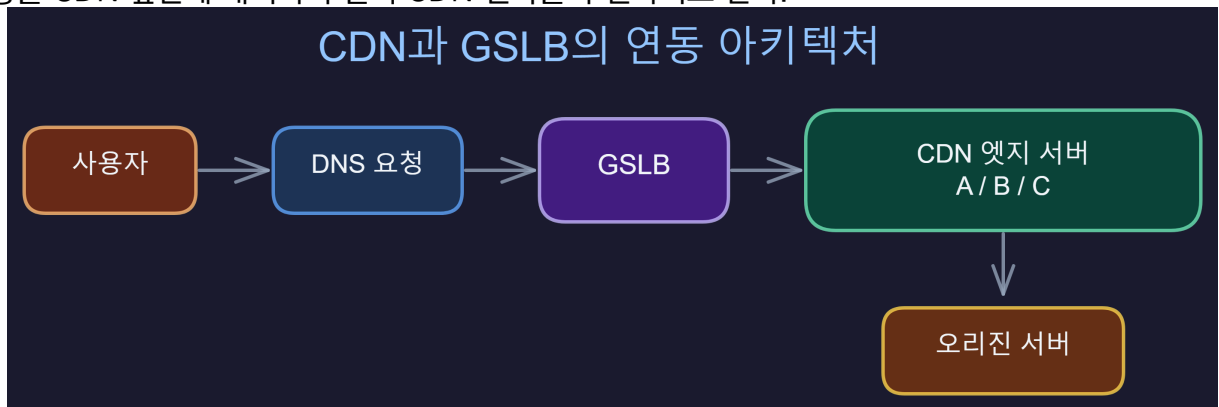 CDN과 GSLB의 연동 아키텍처
사용자
DNS 요청
GSLB
CDN 엣지 서버
A / B / C
오리진 서버